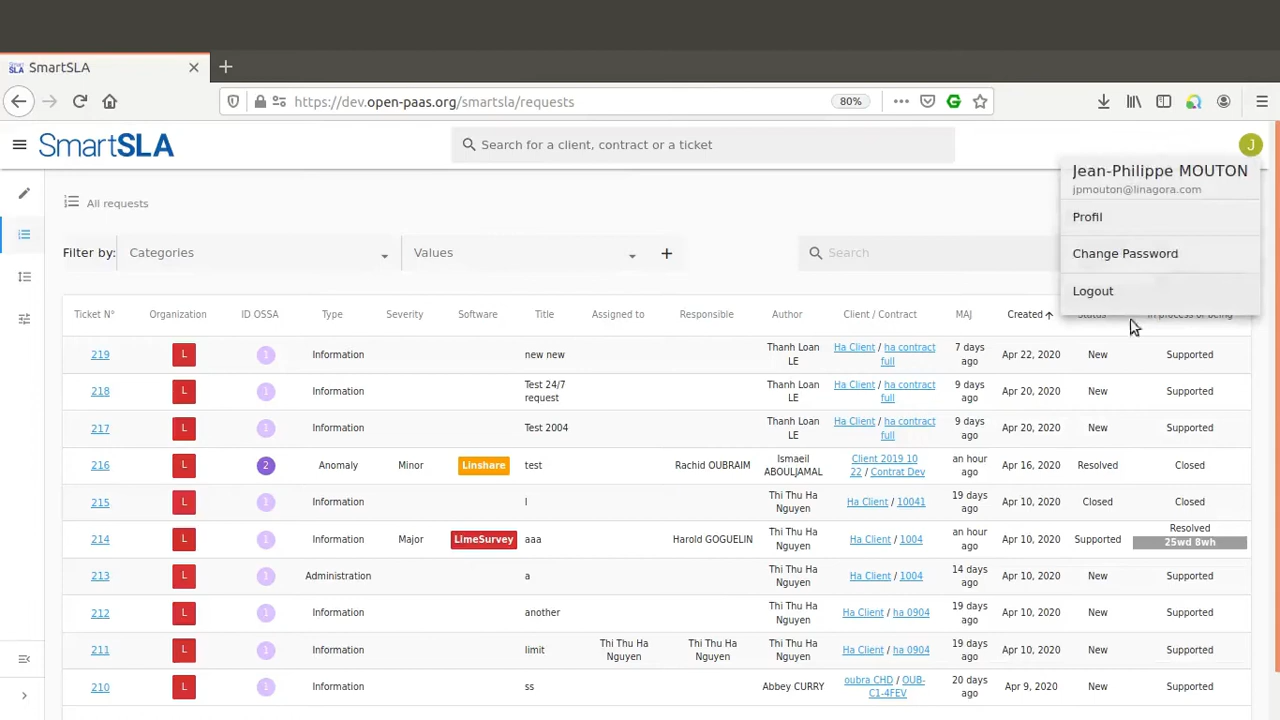 SmartSLA
https://dev.open-paas.org/smartsla/requests
80%
SmartSLA
Search for a client, contract or a ticket
J
Jean-Philippe MOUTON
jpmouton@linagora.com
Profil
Change Password
Logout
All requests
Filter by:
Categories
Values
Search
Ticket N° Organization ID OSSA Type Severity Software Title Assigned to Responsible Author Client / Contract MAJ Created Status In process of being
219 L 1 Information new new Thanh Loan LE Ha Client / ha contract full 7 days ago Apr 22, 2020 New Supported
218 L 1 Information Test 24/7 request Thanh Loan LE Ha Client / ha contract full 9 days ago Apr 20, 2020 New Supported
217 L 1 Information Test 2004 Thanh Loan LE Ha Client / ha contract full 9 days ago Apr 20, 2020 New Supported
216 L 2 Anomaly Minor Linshare test Rachid OUBRAIM Ismaeil ABOULJAMAL Client 2019 10 22 / Contrat Dev an hour ago Apr 16, 2020 Resolved Closed
215 L 1 Information l Thi Thu Ha Nguyen Ha Client / 10041 19 days ago Apr 10, 2020 Closed Closed
214 L 1 Information Major LimeSurvey aaa Harold GOGUELIN Thi Thu Ha Nguyen Ha Client / 1004 an hour ago Apr 10, 2020 Supported Resolved 25wd 8wh
213 L 1 Administration a Thi Thu Ha Nguyen Ha Client / 1004 14 days ago Apr 10, 2020 New Supported
212 L 1 Information another Thi Thu Ha Nguyen Ha Client / ha 0904 19 days ago Apr 10, 2020 New Supported
211 L 1 Information limit Thi Thu Ha Nguyen Thi Thu Ha Nguyen Thi Thu Ha Nguyen Ha Client / ha 0904 19 days ago Apr 10, 2020 New Supported
210 L 1 Information ss Abbey CURRY oubra CHD / OUB-C1-4FEV 20 days ago Apr 9, 2020 New Supported